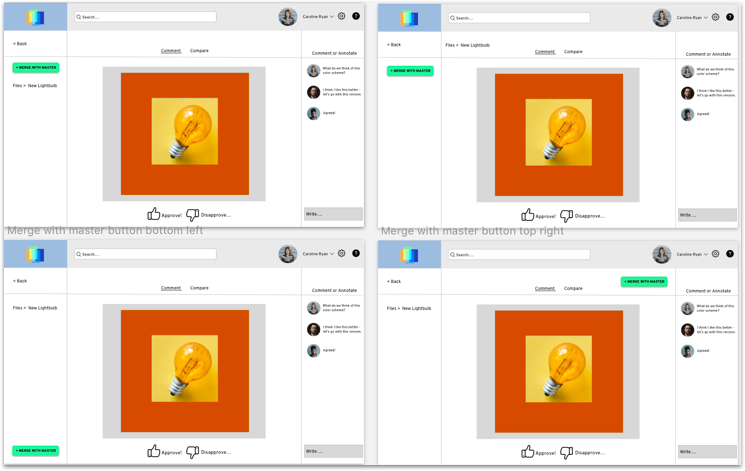 Search....
Caroline Ryan
?
< Back
Comment
Compare
Comment or Annotate
+ MERGE WITH MASTER
Files > New Lightbulb
What do we think of this
color scheme?
I think I like this better -
let's go with this version.
Agreed!
Approve!
Disapprove...
Write....
Search....
Caroline Ryan
?
< Back
Files > New Lightbulb
Comment
Compare
Comment or Annotate
+ MERGE WITH MASTER
What do we think of this
color scheme?
I think I like this better -
let's go with this version.
Agreed!
Approve!
Disapprove...
Write....
Merge with master button bottom left
Search....
Caroline Ryan
?
< Back
Comment
Compare
Comment or Annotate
Files > New Lightbulb
What do we think of this
color scheme?
I think I like this better -
let's go with this version.
Agreed!
+ MERGE WITH MASTER
Approve!
Disapprove...
Write....
Merge with master button top right
Search....
Caroline Ryan
?
< Back
+ MERGE WITH MASTER
Comment
Compare
Comment or Annotate
Files > New Lightbulb
What do we think of this
color scheme?
I think I like this better -
let's go with this version.
Agreed!
Approve!
Disapprove...
Write....